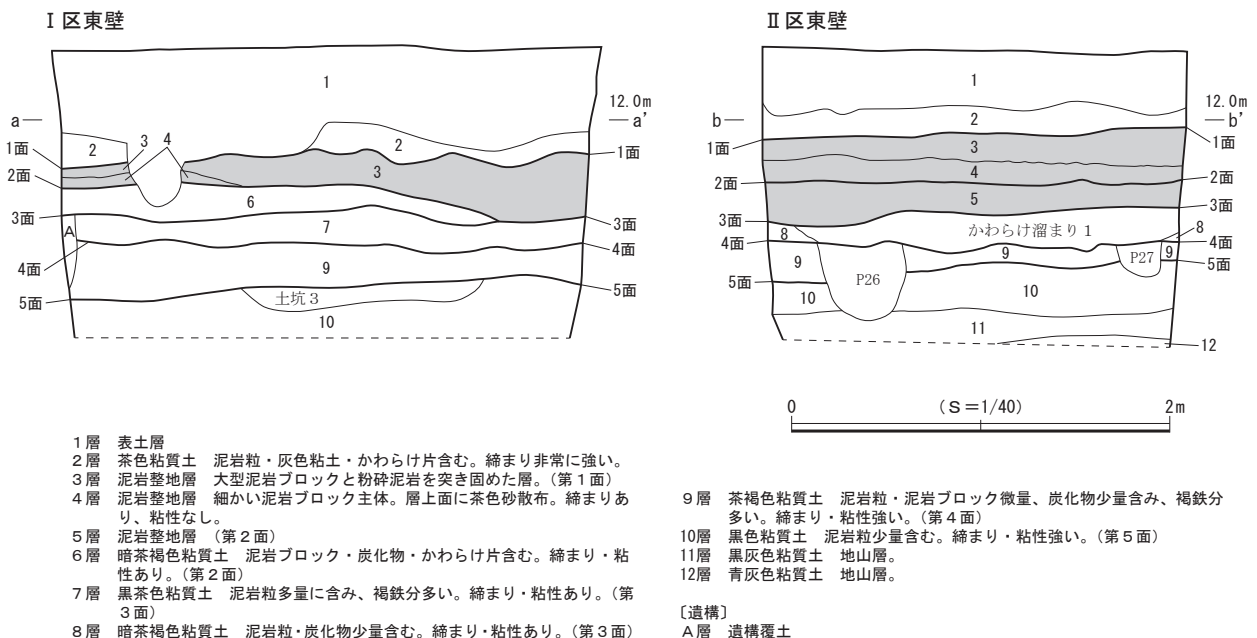 Ⅰ区東壁
1
12.0m
a
a’
2
3
4
2
1面
1面
3
2面
6
3面
3面
A
7
4面
4面
9
5面
5面
土坑3
10
Ⅱ区東壁
1
12.0m
b
b’
2
1面
1面
3
4
2面
2面
5
3面
3面
かわらけ溜まり1
8
8
4面
4面
9
9
9
P26
P27
5面
5面
10
10
11
12
0
(S=1/40)
2m
1層 表土層
2層 茶色粘質土 泥岩粒・灰色粘土・かわらけ片含む。締まり非常に強い。
3層 泥岩整地層 大型泥岩ブロックと粉砕泥岩を突き固めた層。(第1面)
4層 泥岩整地層 細かい泥岩ブロック主体。層上面に茶色砂散布。締まりあ
り、粘性なし。
5層 泥岩整地層 (第2面)
6層 暗茶褐色粘質土 泥岩ブロック・炭化物・かわらけ片含む。締まり・粘
性あり。(第2面)
7層 黒茶色粘質土 泥岩粒多量に含み、褐鉄分多い。締まり・粘性あり。(第
3面)
8層 暗茶褐色粘質土 泥岩粒・炭化物少量含む。締まり・粘性あり。(第3面)
9層 茶褐色粘質土 泥岩粒・泥岩ブロック微量、炭化物少量含み、褐鉄分
多い。締まり・粘性強い。(第4面)
10層 黒色粘質土 泥岩粒少量含む。締まり・粘性強い。(第5面)
11層 黒灰色粘質土 地山層。
12層 青灰色粘質土 地山層。
〔遺構〕
A層 遺構覆土